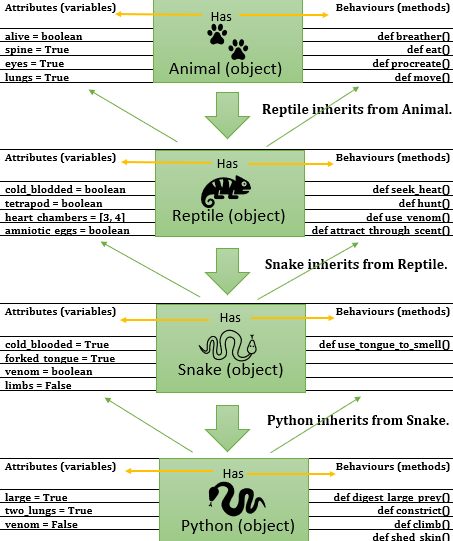 Attributes (variables) Has Behaviours (methods)
alive = boolean def breather()
spine = True def eat()
eyes = True def procreate()
lungs = True def move()
Animal (object)
Reptile inherits from Animal.
Attributes (variables) Has Behaviours (methods)
cold_blodded = boolean def seek_heat()
tetrapod = boolean def hunt()
heart_chambers = [3, 4] def use_venom()
amniotic_eggs = boolean def attract_through_scent()
Reptile (object)
Snake inherits from Reptile.
Attributes (variables) Has Behaviours (methods)
cold_blooded = True def use_tongue_to_smell()
forked_tongue = True
venom = boolean
limbs = False
Snake (object)
Python inherits from Snake.
Attributes (variables) Has Behaviours (methods)
large = True def digest_large_prey()
two_lungs = True def constrict()
venom = False def climb()
Python (object)
def shed_skin()